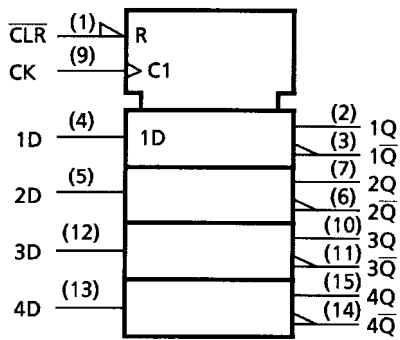 C̅L̅R̅ (1) R
CK (9) C1
1D (4) 1D (2) 1Q
(3) 1Q̅
2D (5) (7) 2Q
(6) 2Q̅
3D (12) (10) 3Q
(11) 3Q̅
4D (13) (15) 4Q
(14) 4Q̅